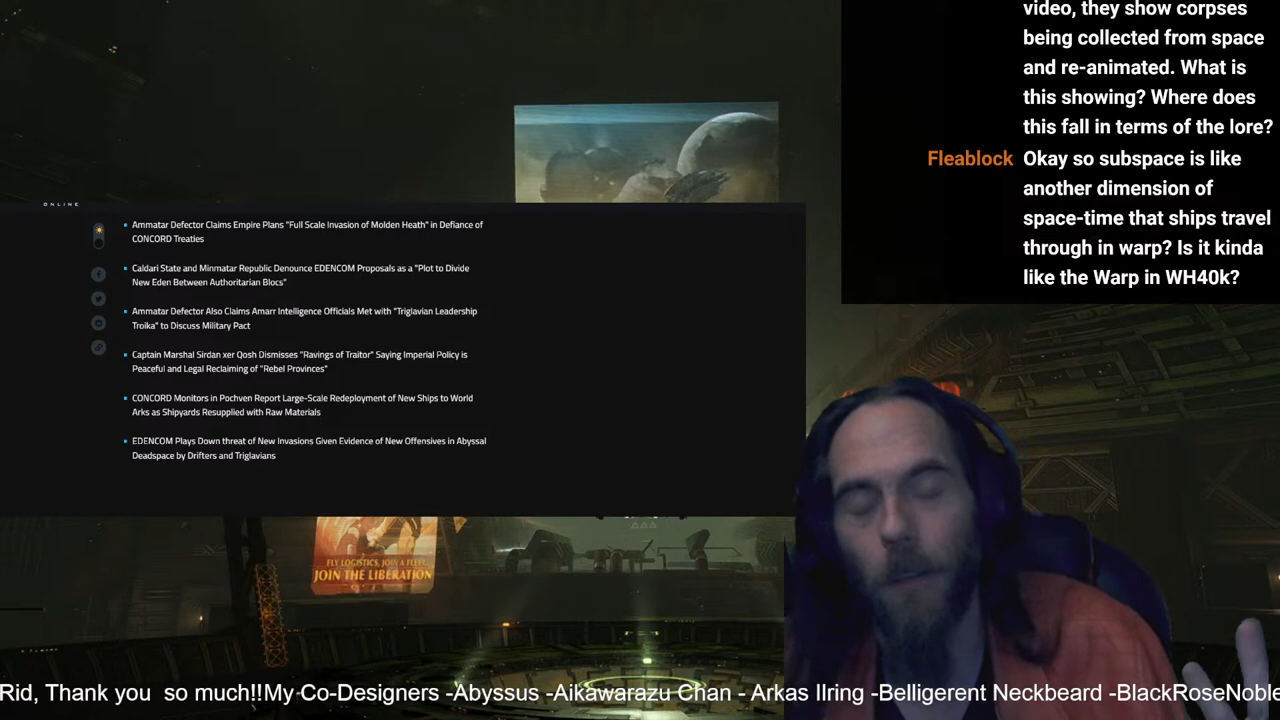 video, they show corpses
being collected from space
and re-animated. What is
this showing? Where does
this fall in terms of the lore?
Fleablock Okay so subspace is like
another dimension of
space-time that ships travel
through in warp? Is it kinda
like the Warp in WH40k?
ONLINE
Ammatar Defector Claims Empire Plans "Full Scale Invasion of Molden Heath" in Defiance of
CONCORD Treaties
Caldari State and Minmatar Republic Denounce EDENCOM Proposals as a "Plot to Divide
New Eden Between Authoritarian Blocs"
Ammatar Defector Also Claims Amarr Intelligence Officials Met with "Triglavian Leadership
Troika" to Discuss Military Pact
Captain Marshal Sirdan xer Qosh Dismisses "Ravings of Traitor" Saying Imperial Policy is
Peaceful and Legal Reclaiming of "Rebel Provinces"
CONCORD Monitors in Pochven Report Large-Scale Redeployment of New Ships to World
Arks as Shipyards Resupplied with Raw Materials
EDENCOM Plays Down threat of New Invasions Given Evidence of New Offensives in Abyssal
Deadspace by Drifters and Triglavians
FLY LOGISTICS, JOIN A FLEET,
JOIN THE LIBERATION
Rid, Thank you so much!!My Co-Designers -Abyssus -Aikawarazu Chan - Arkas Ilring -Belligerent Neckbeard -BlackRoseNoble